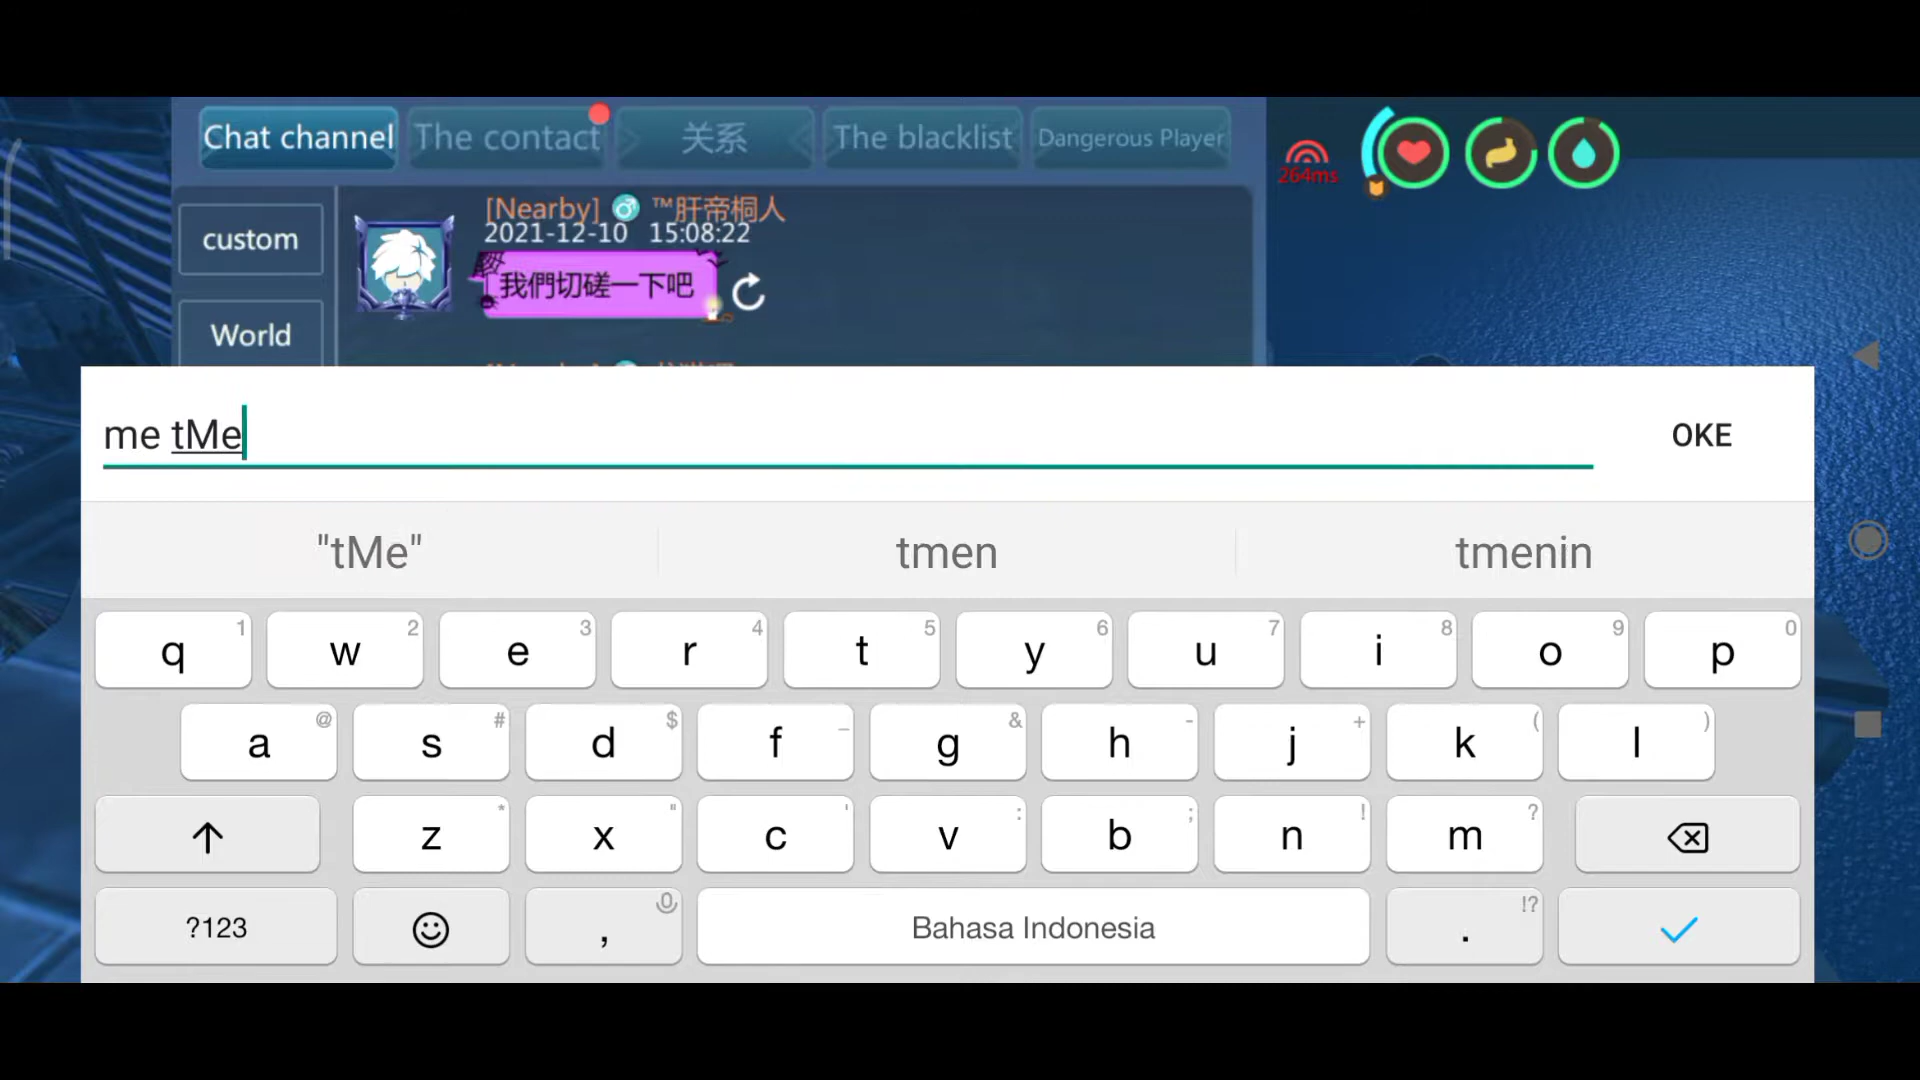 Chat channel
The contact
关系
The blacklist
Dangerous Player
264ms
custom
[Nearby] ™肝帝桐人
2021-12-10 15:08:22
我們切磋一下吧
World
me tMe
OKE
"tMe" tmen tmenin
q 1 w 2 e 3 r 4 t 5 y 6 u 7 i 8 o 9 p 0
a @ s # d $ f _ g & h - j + k ( l )
z * x " c ' v : b ; n ! m ?
?123 , Bahasa Indonesia . !?